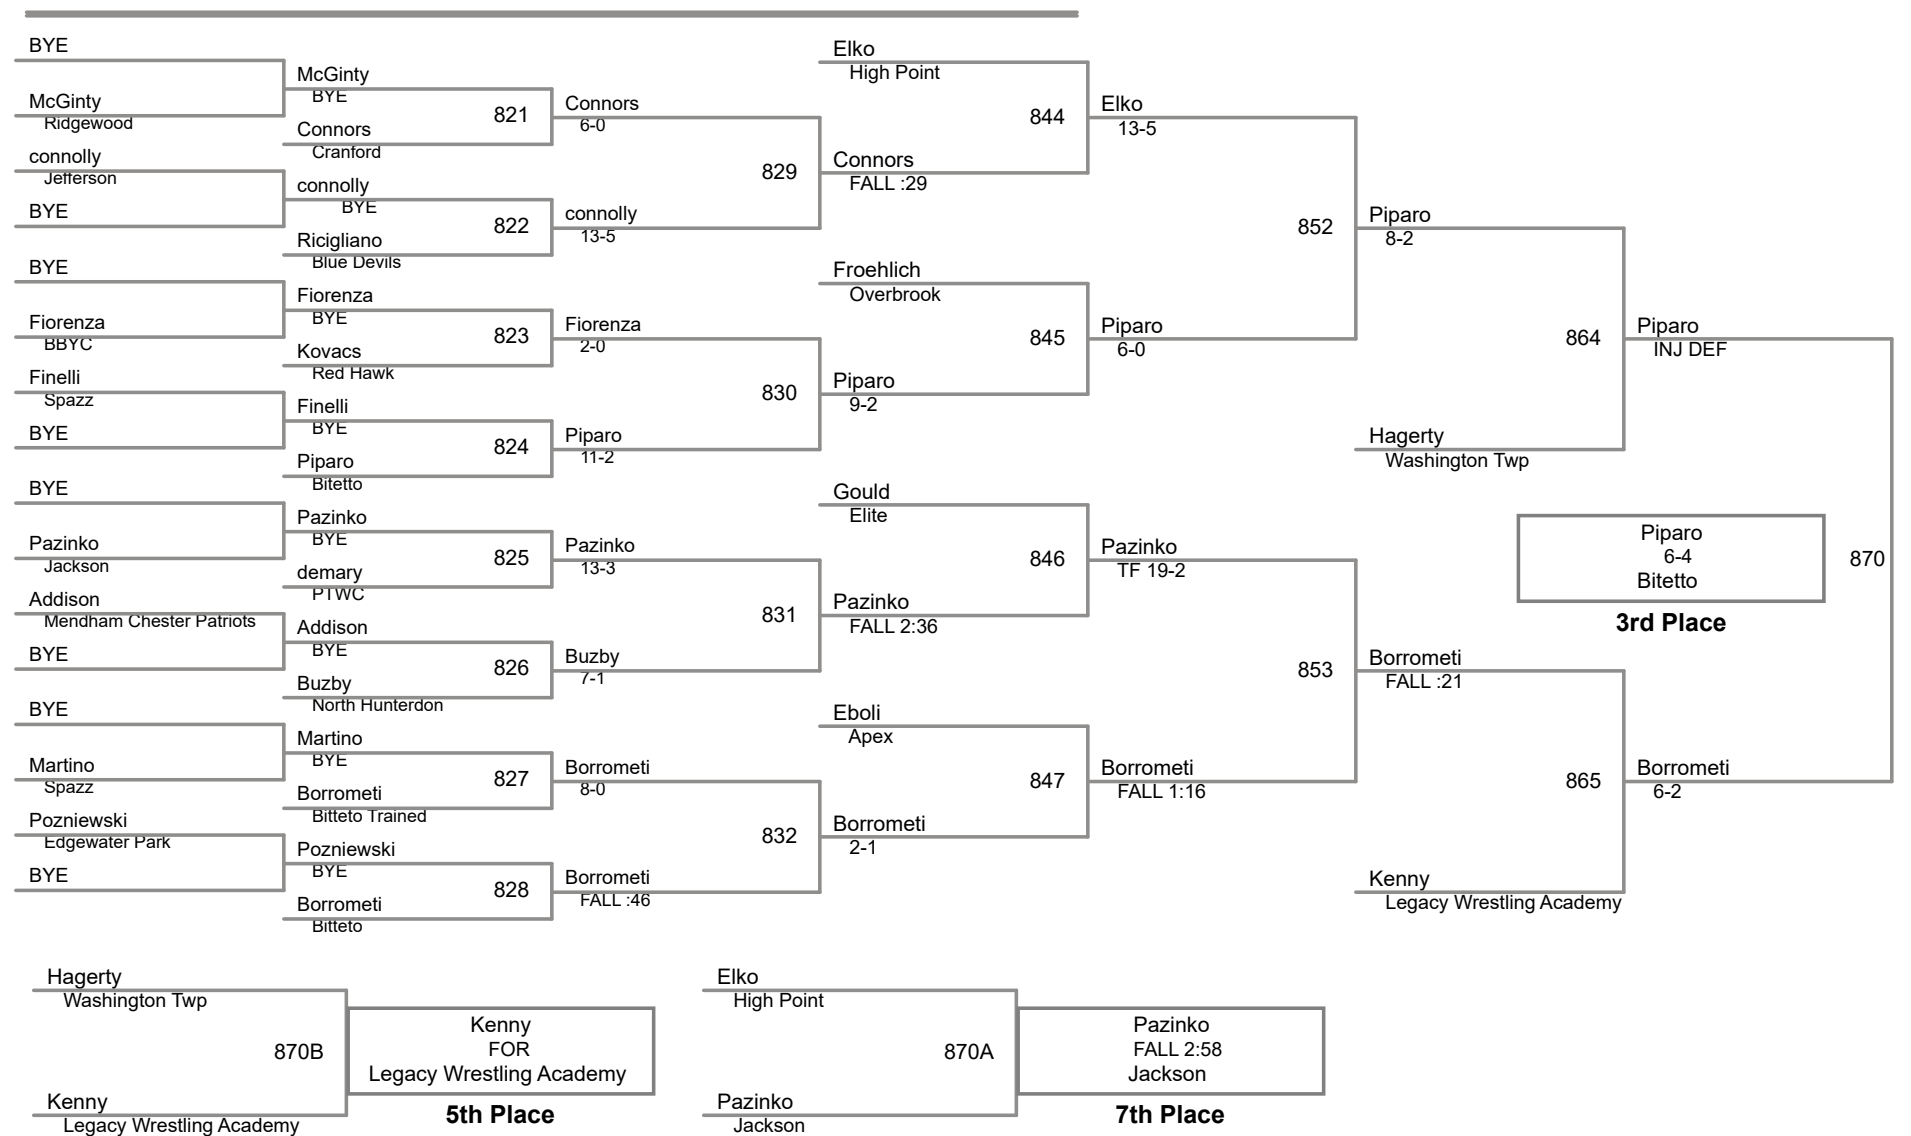 BYE
McGinty
Ridgewood
connolly
Jefferson
BYE
BYE
Fiorenza
BBYC
Finelli
Spazz
BYE
BYE
Pazinko
Jackson
Addison
Mendham Chester Patriots
BYE
BYE
Martino
Spazz
Pozniewski
Edgewater Park
BYE
McGinty
BYE
821
Connors
Cranford
connolly
BYE
822
Ricigliano
Blue Devils
Fiorenza
BYE
823
Kovacs
Red Hawk
Finelli
BYE
824
Piparo
Bitetto
Pazinko
BYE
825
demary
PTWC
Addison
BYE
826
Buzby
North Hunterdon
Martino
BYE
827
Borrometi
Bitteto Trained
Pozniewski
BYE
828
Borrometi
Bitteto
Connors
6-0
829
connolly
13-5
Fiorenza
2-0
830
Piparo
11-2
Pazinko
13-3
831
Buzby
7-1
Borrometi
8-0
832
Borrometi
FALL :46
Elko
High Point
844
Connors
FALL :29
Froehlich
Overbrook
845
Piparo
9-2
Gould
Elite
846
Pazinko
FALL 2:36
Eboli
Apex
847
Borrometi
2-1
Elko
13-5
852
Piparo
6-0
Pazinko
TF 19-2
853
Borrometi
FALL 1:16
Piparo
8-2
864
Hagerty
Washington Twp
Borrometi
FALL :21
865
Kenny
Legacy Wrestling Academy
Piparo
INJ DEF
Piparo
6-4
Bitetto
870
3rd Place
Borrometi
6-2
Hagerty
Washington Twp
870B
Kenny
Legacy Wrestling Academy
Kenny
FOR
Legacy Wrestling Academy
5th Place
Elko
High Point
870A
Pazinko
Jackson
Pazinko
FALL 2:58
Jackson
7th Place